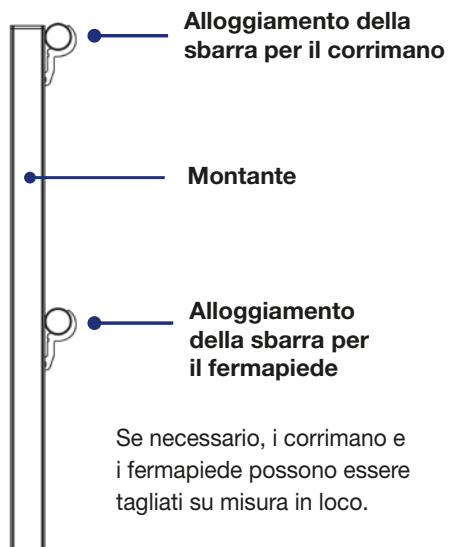 Alloggiamento della
sbarra per il corrimano
Montante
Alloggiamento
della sbarra per
il fermapiede
Se necessario, i corrimano e
i fermapiede possono essere
tagliati su misura in loco.